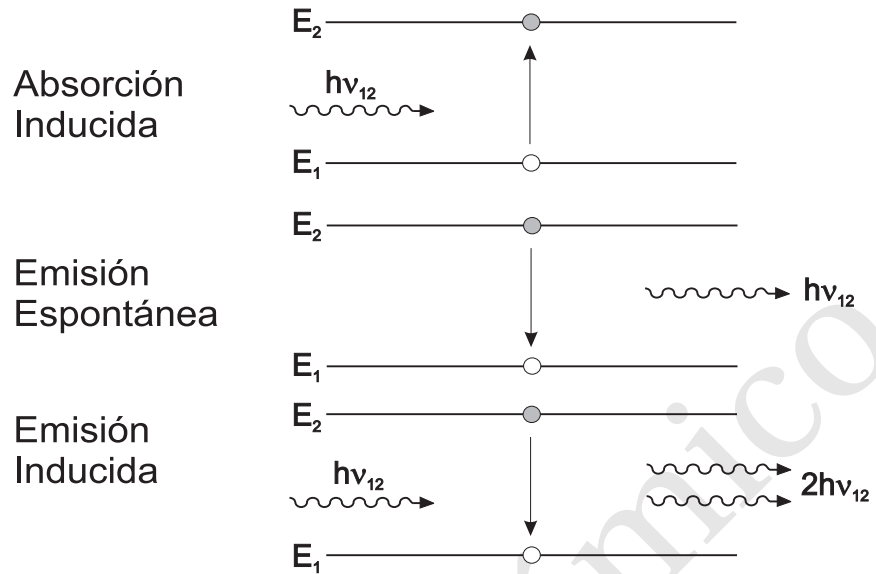 E₂
Absorción
Inducida
hν₁₂
E₁
E₂
Emisión
Espontánea
hν₁₂
E₁
E₂
Emisión
Inducida
hν₁₂
2hν₁₂
E₁